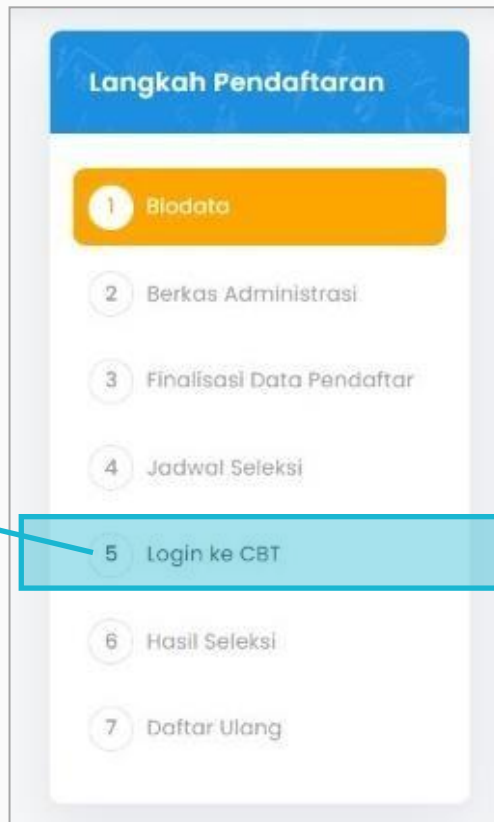 Langkah Pendaftaran
1 Biodata
2 Berkas Administrasi
3 Finalisasi Data Pendaftar
4 Jadwal Seleksi
5 Login ke CBT
6 Hasil Seleksi
7 Daftar Ulang